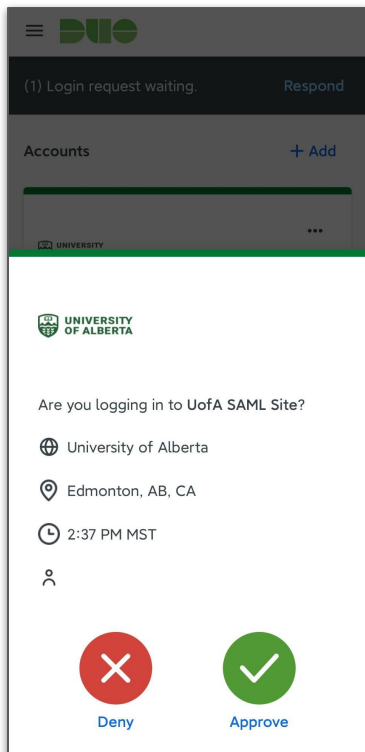 DUO
(1) Login request waiting. Respond
Accounts + Add
UNIVERSITY
UNIVERSITY
OF ALBERTA
Are you logging in to UofA SAML Site?
University of Alberta
Edmonton, AB, CA
2:37 PM MST
Deny Approve